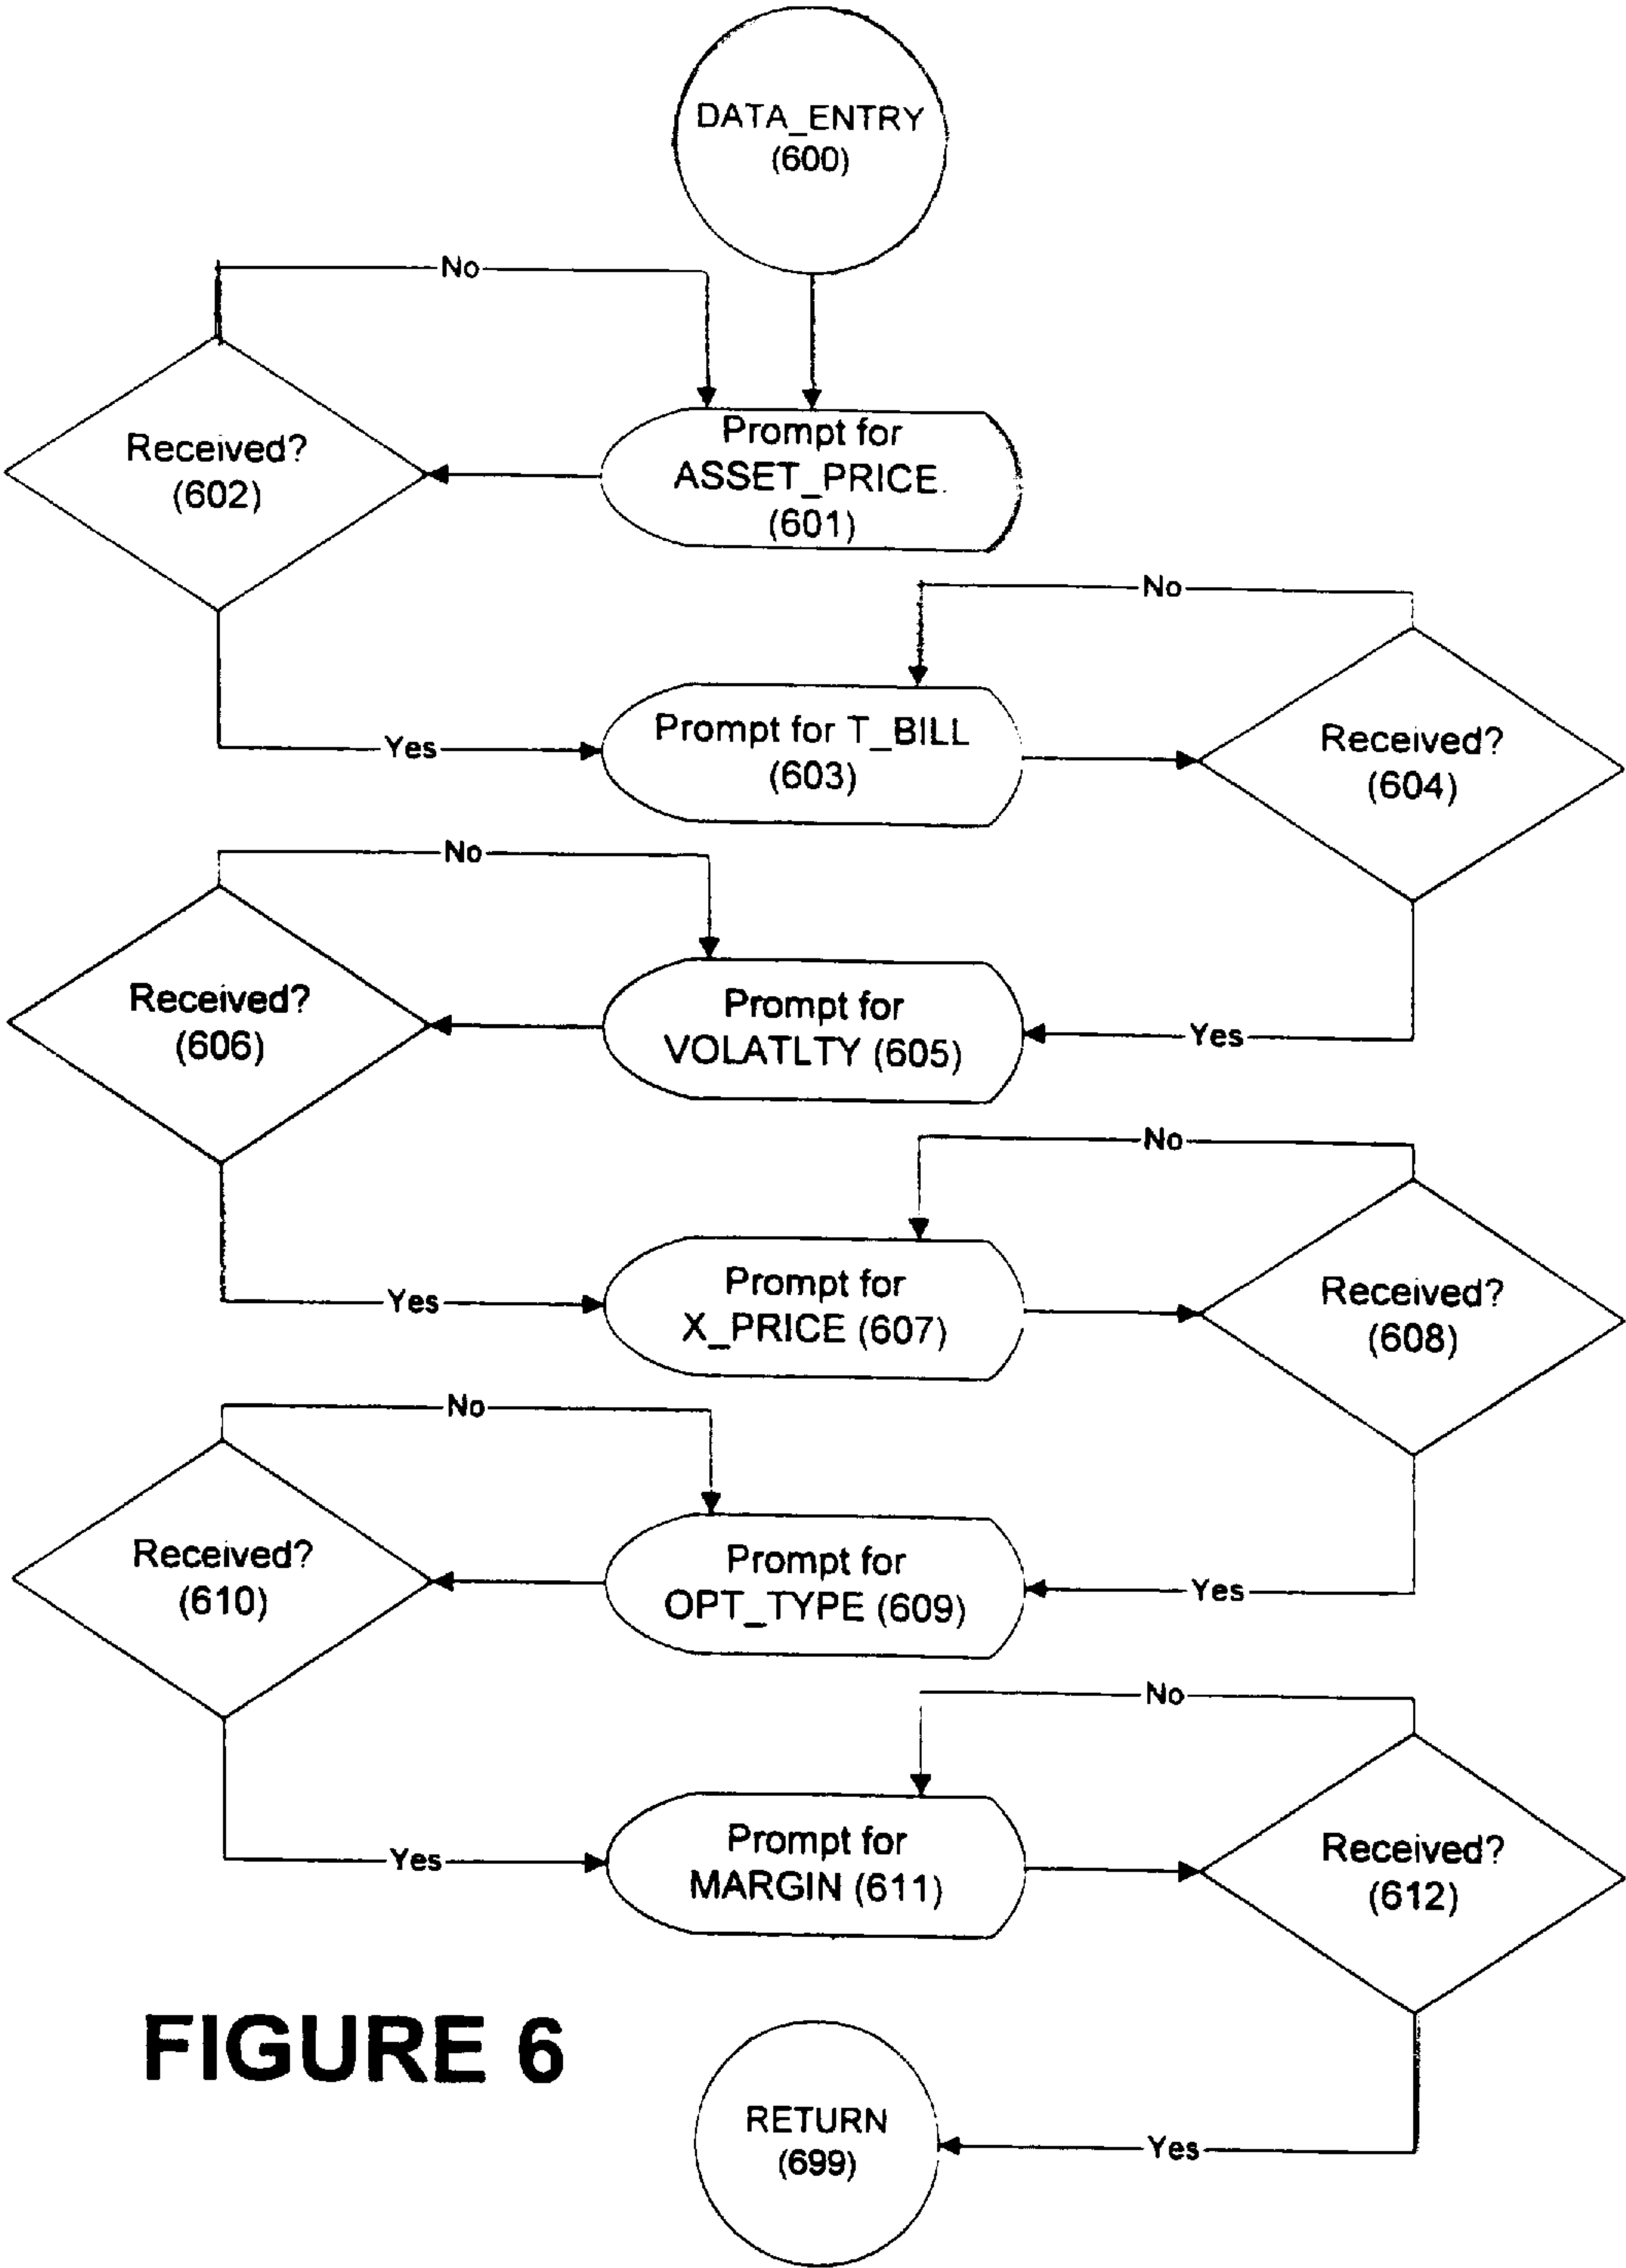 DATA_ENTRY
(600)
No
Prompt for
ASSET_PRICE
(601)
Received?
(602)
No
Yes
Prompt for T_BILL
(603)
Received?
(604)
No
Yes
Prompt for
VOLATLTY (605)
Received?
(606)
No
Yes
Prompt for
X_PRICE (607)
Received?
(608)
No
Yes
Prompt for
OPT_TYPE (609)
Received?
(610)
No
Yes
Prompt for
MARGIN (611)
Received?
(612)
Yes
RETURN
(699)
FIGURE 6